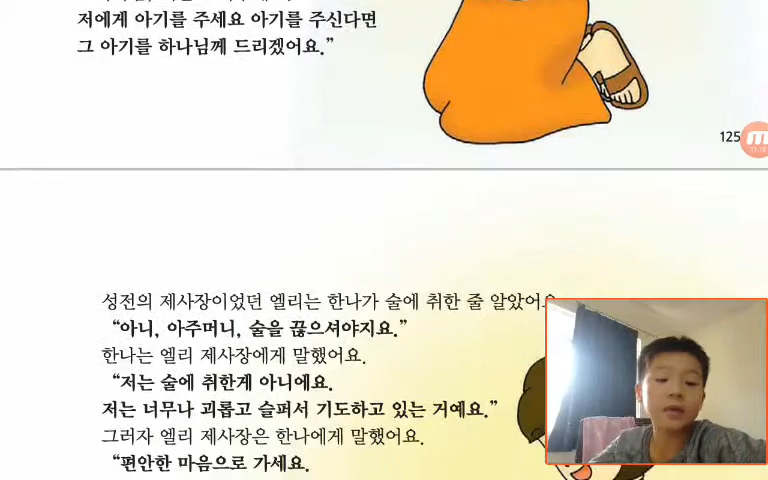 저에게 아기를 주세요 아기를 주신다면
그 아기를 하나님께 드리겠어요.”
125
성전의 제사장이었던 엘리는 한나가 술에 취한 줄 알았어요
“아니, 아주머니, 술을 끊으셔야지요.”
한나는 엘리 제사장에게 말했어요.
“저는 술에 취한게 아니에요.
저는 너무나 괴롭고 슬퍼서 기도하고 있는 거예요.”
그러자 엘리 제사장은 한나에게 말했어요.
“편안한 마음으로 가세요.